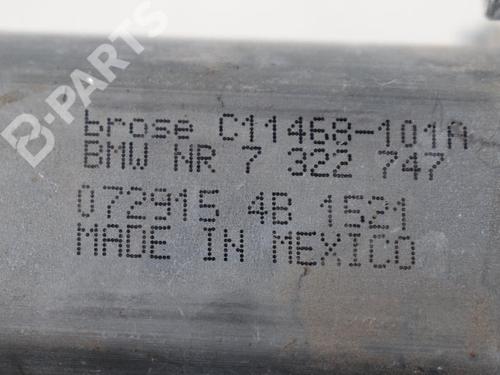 B-PARTS
brose C11468-101A
BMW NR 7 322 747
072915 4B 1521
MADE IN MEXICO